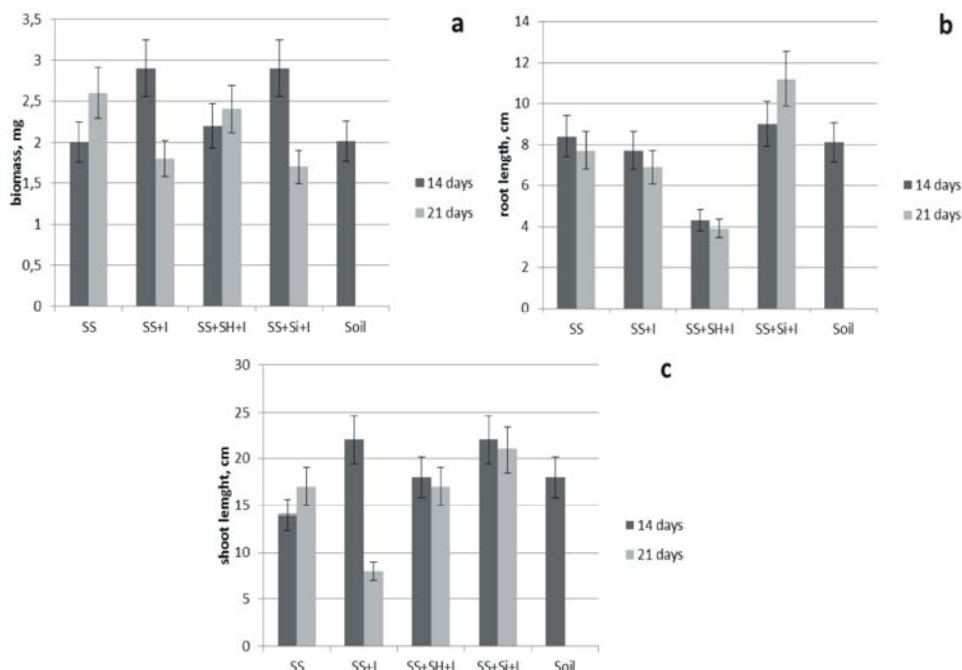 a
biomass, mg
3,5
3
2,5
2
1,5
1
0,5
0
SS
SS+I
SS+SH+I
SS+Si+I
Soil
14 days
21 days
b
root length, cm
14
12
10
8
6
4
2
0
SS
SS+I
SS+SH+I
SS+Si+I
Soil
14 days
21 days
c
shoot lemght, cm
30
25
20
15
10
5
0
SS
SS+I
SS+SH+I
SS+Si+I
Soil
14 days
21 days